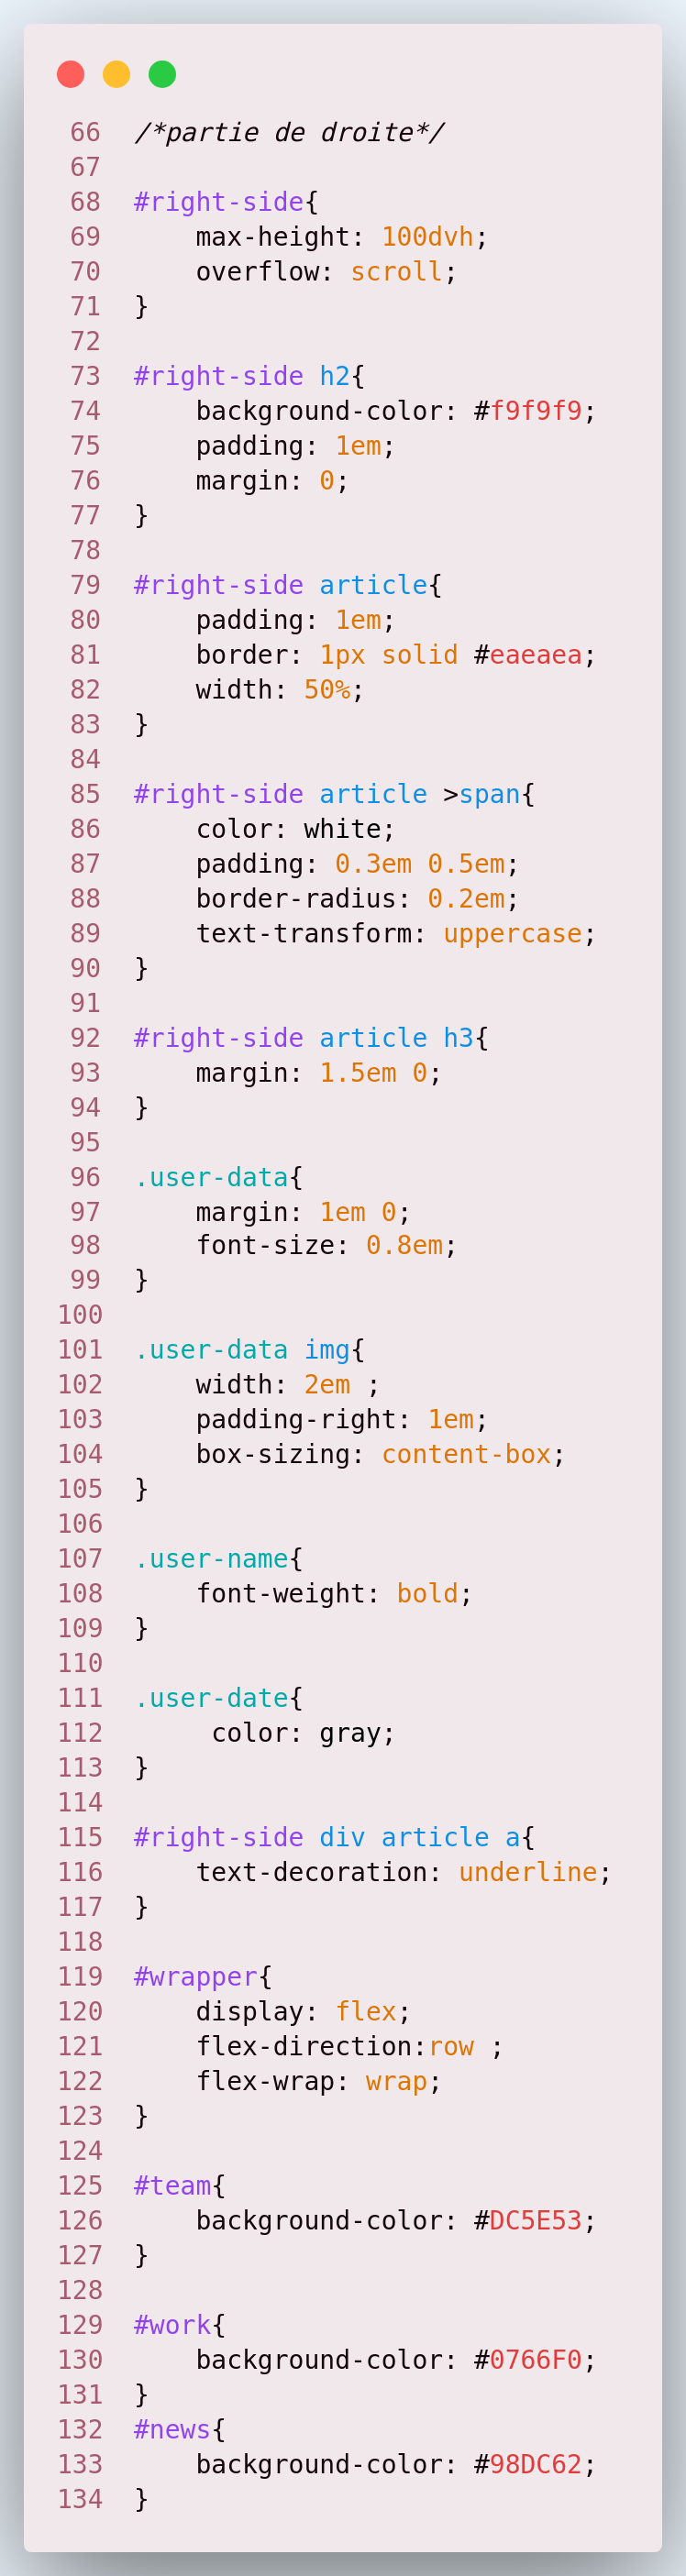 66 /*partie de droite*/
67
68 #right-side{
69     max-height: 100dvh;
70     overflow: scroll;
71 }
72
73 #right-side h2{
74     background-color: #f9f9f9;
75     padding: 1em;
76     margin: 0;
77 }
78
79 #right-side article{
80     padding: 1em;
81     border: 1px solid #eaeaea;
82     width: 50%;
83 }
84
85 #right-side article >span{
86     color: white;
87     padding: 0.3em 0.5em;
88     border-radius: 0.2em;
89     text-transform: uppercase;
90 }
91
92 #right-side article h3{
93     margin: 1.5em 0;
94 }
95
96 .user-data{
97     margin: 1em 0;
98     font-size: 0.8em;
99 }
100
101 .user-data img{
102     width: 2em ;
103     padding-right: 1em;
104     box-sizing: content-box;
105 }
106
107 .user-name{
108     font-weight: bold;
109 }
110
111 .user-date{
112      color: gray;
113 }
114
115 #right-side div article a{
116     text-decoration: underline;
117 }
118
119 #wrapper{
120     display: flex;
121     flex-direction:row ;
122     flex-wrap: wrap;
123 }
124
125 #team{
126     background-color: #DC5E53;
127 }
128
129 #work{
130     background-color: #0766F0;
131 }
132 #news{
133     background-color: #98DC62;
134 }